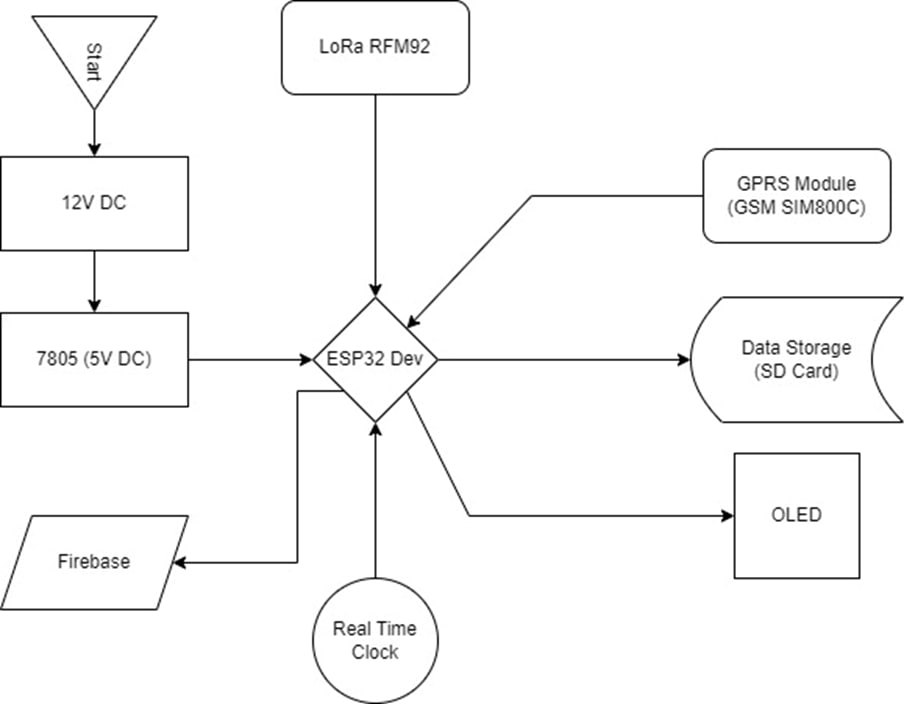 Start
LoRa RFM92
12V DC
GPRS Module
(GSM SIM800C)
7805 (5V DC)
ESP32 Dev
Data Storage
(SD Card)
OLED
Firebase
Real Time
Clock